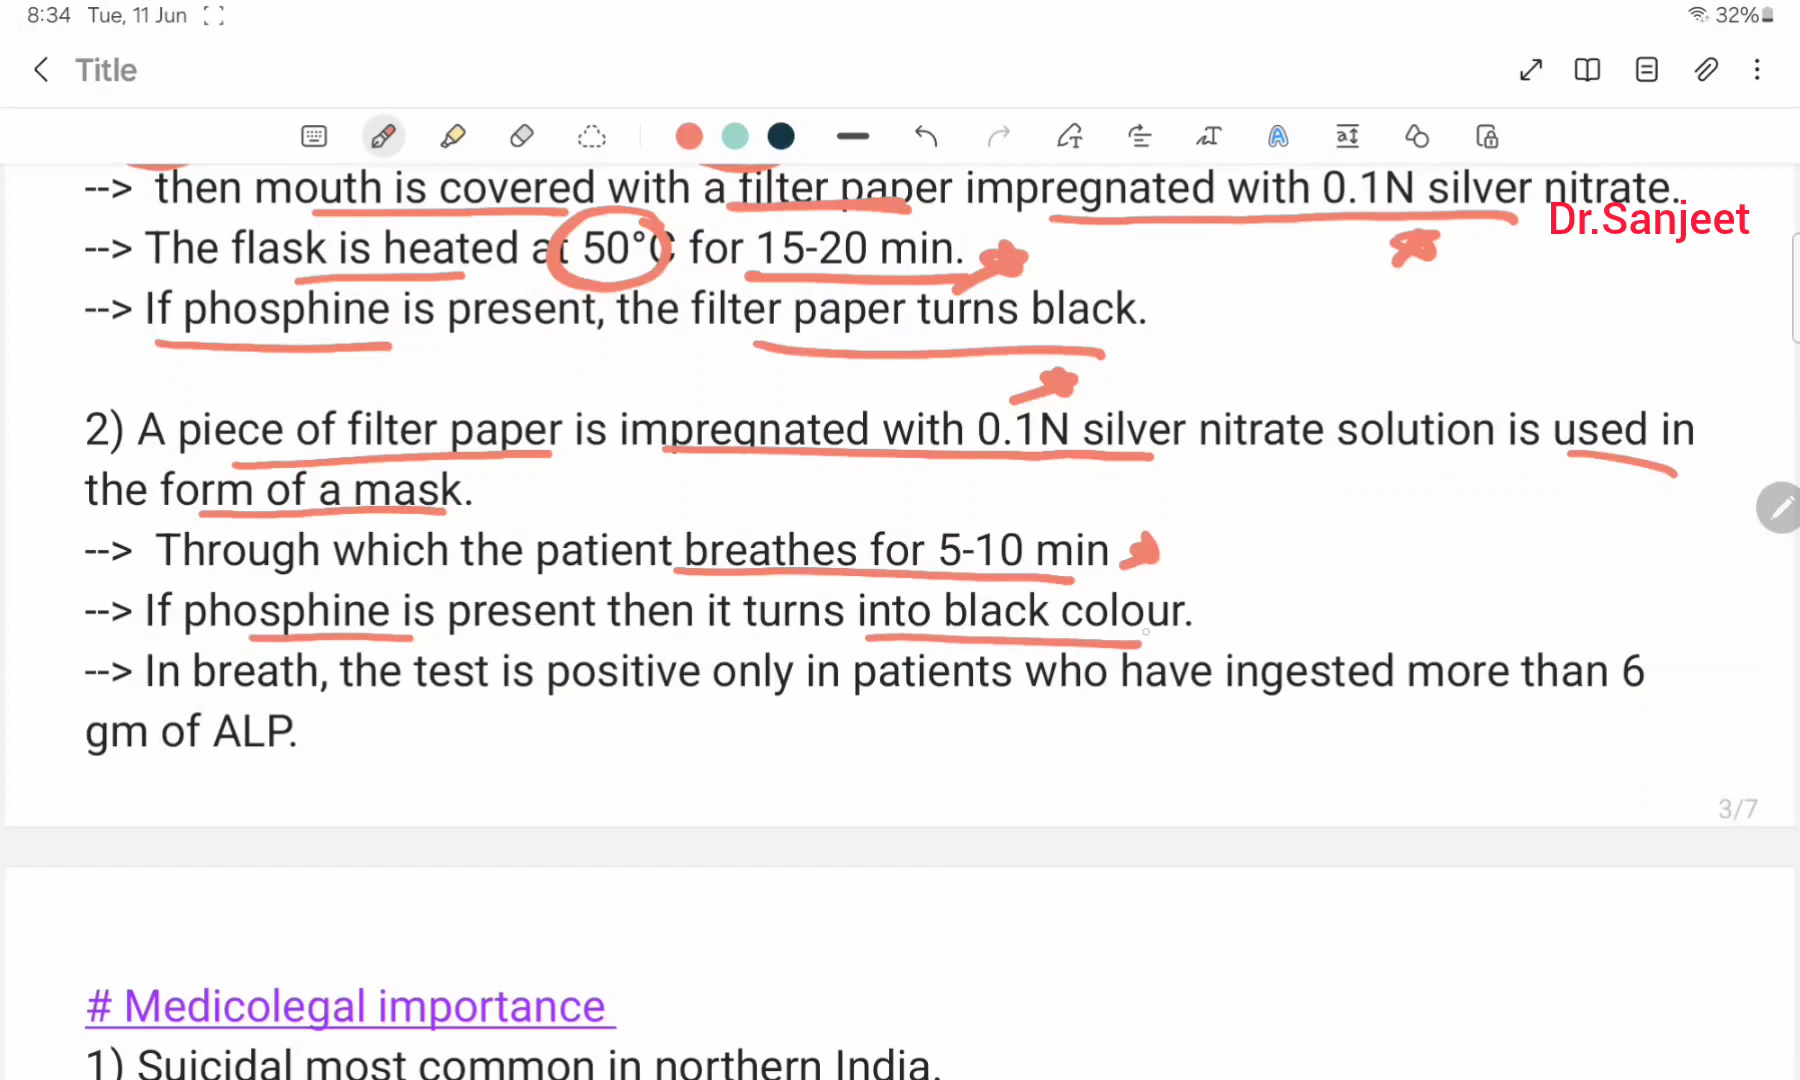 8:34 Tue, 11 Jun 32%
Title
--> then mouth is covered with a filter paper impregnated with 0.1N silver nitrate.
Dr.Sanjeet
--> The flask is heated at 50°C for 15-20 min.
--> If phosphine is present, the filter paper turns black.
2) A piece of filter paper is impregnated with 0.1N silver nitrate solution is used in
the form of a mask.
--> Through which the patient breathes for 5-10 min
--> If phosphine is present then it turns into black colour.
--> In breath, the test is positive only in patients who have ingested more than 6
gm of ALP.
3/7
# Medicolegal importance
1) Suicidal most common in northern India.